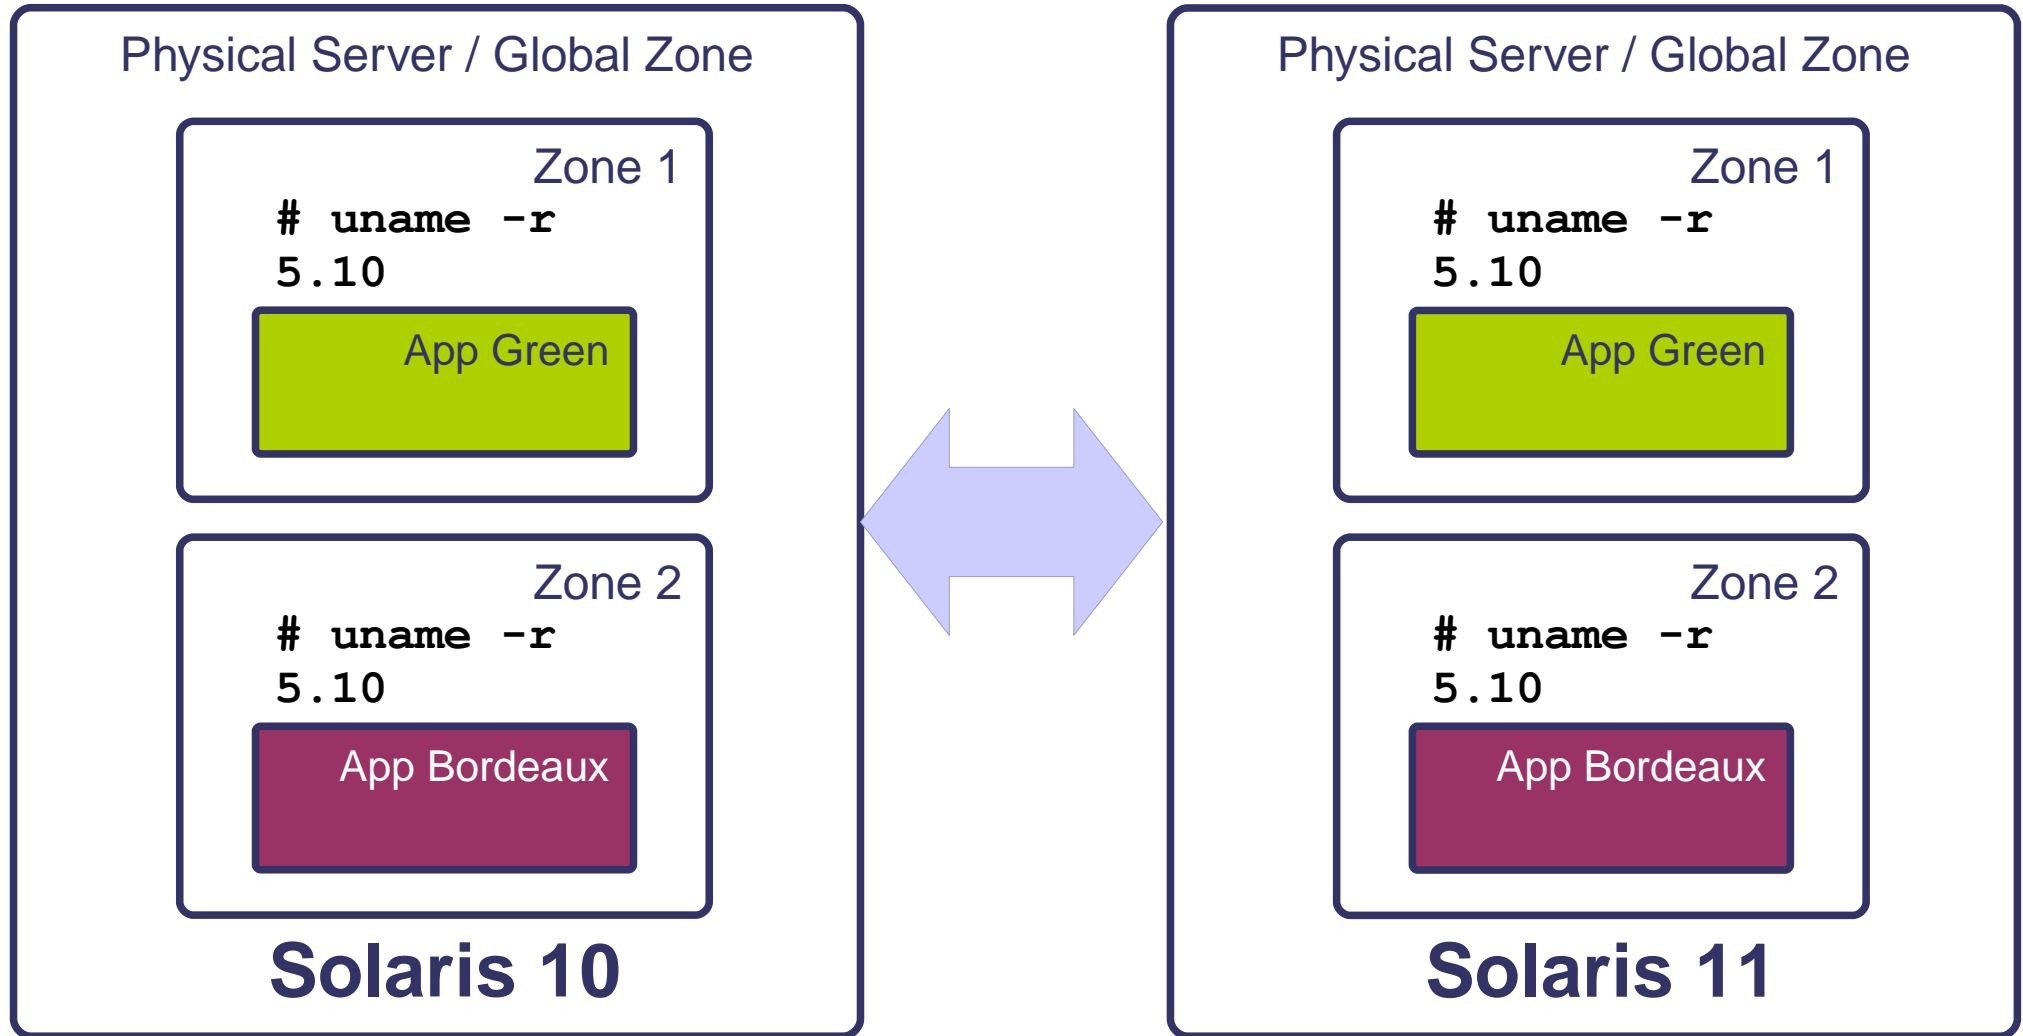 Physical Server / Global Zone
Zone 1
# uname -r
5.10
App Green
Zone 2
# uname -r
5.10
App Bordeaux
Solaris 10
Physical Server / Global Zone
Zone 1
# uname -r
5.10
App Green
Zone 2
# uname -r
5.10
App Bordeaux
Solaris 11